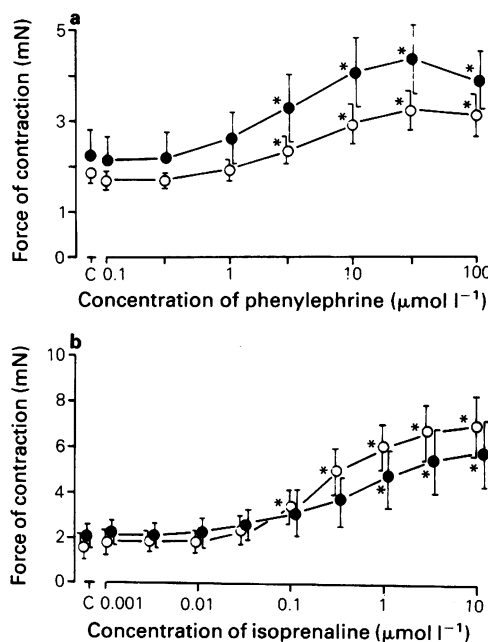 a
Force of contraction (mN)
5
3
1
0
C 0.1 1 10 100
Concentration of phenylephrine (μmol l⁻¹)
* * * *
* * * *
b
Force of contraction (mN)
10
8
6
4
2
0
C 0.001 0.01 0.1 1 10
Concentration of isoprenaline (μmol l⁻¹)
* * * * *
* * *